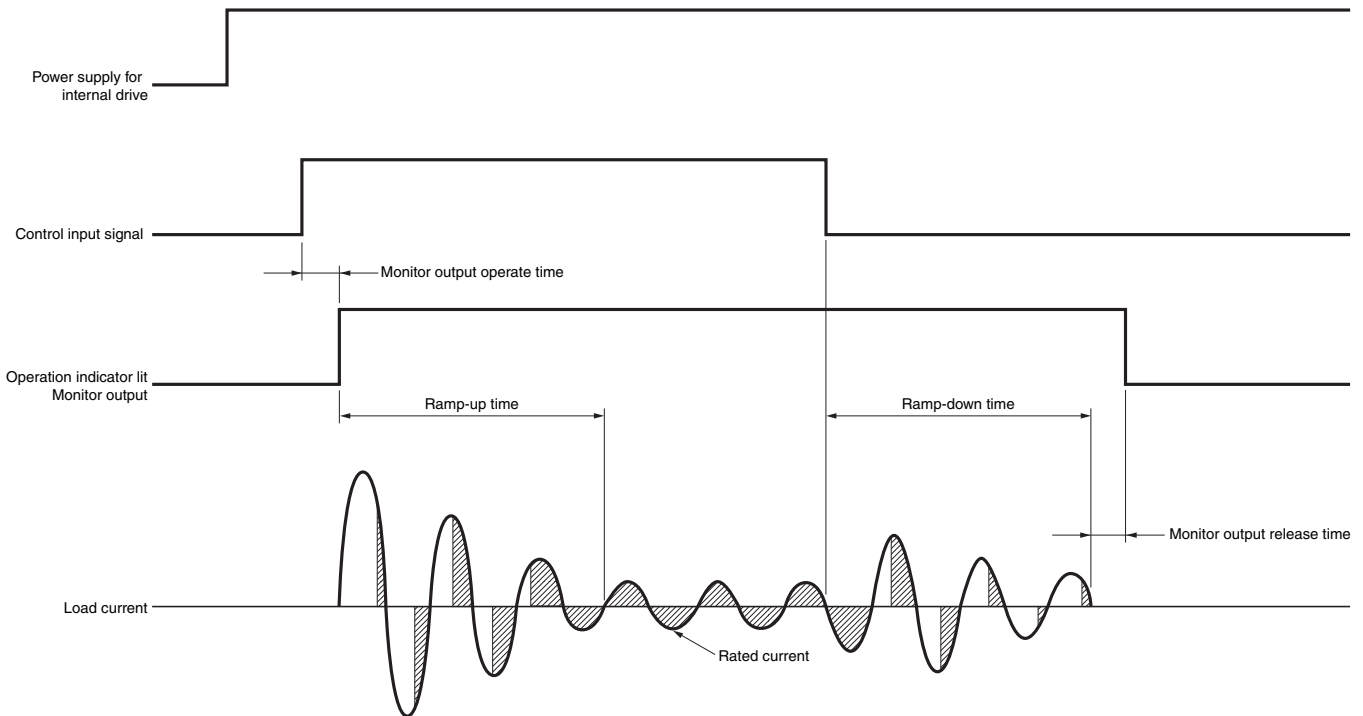 Power supply for
internal drive
Control input signal
Monitor output operate time
Operation indicator lit
Monitor output
Ramp-up time
Ramp-down time
Monitor output release time
Load current
Rated current